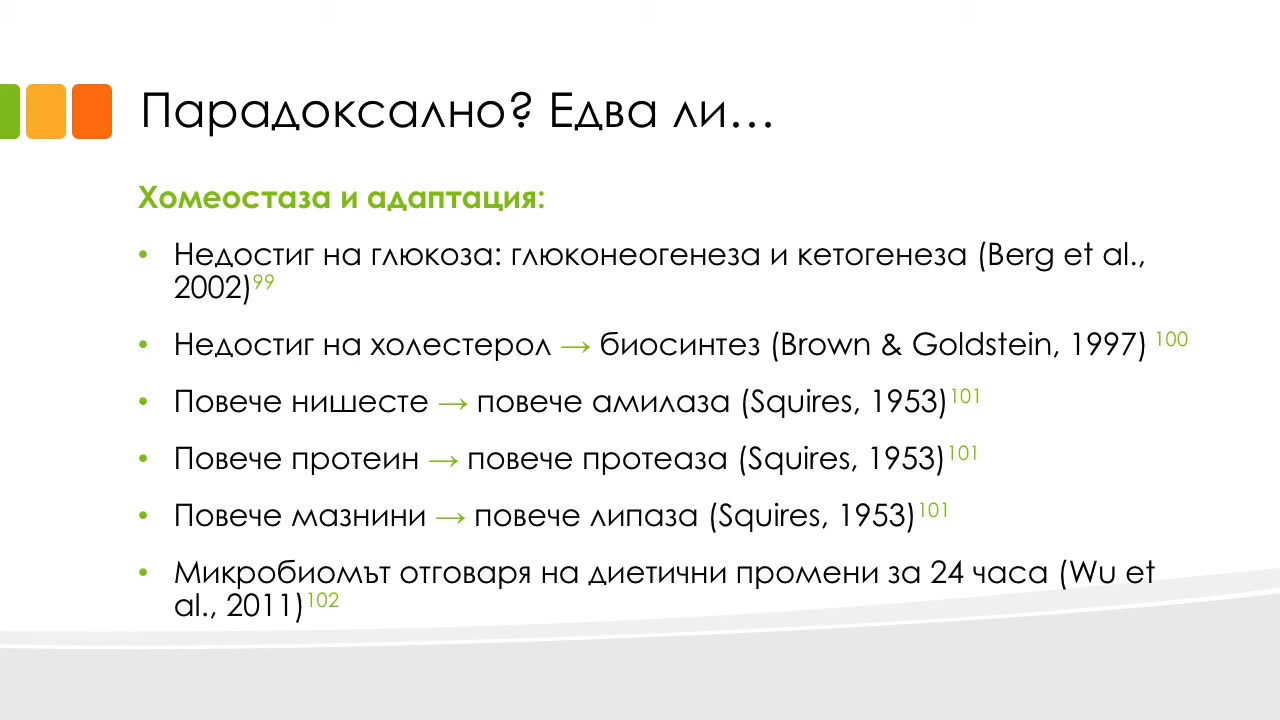 Парадоксално? Едва ли...
Хомеостаза и адаптация:
• Недостиг на глюкоза: глюконеогенеза и кетогенеза (Berg et al.,
2002)99
• Недостиг на холестерол → биосинтез (Brown & Goldstein, 1997) 100
• Повече нишесте → повече амилаза (Squires, 1953)101
• Повече протеин → повече протеаза (Squires, 1953)101
• Повече мазнини → повече липаза (Squires, 1953)101
• Микробиомът отговаря на диетични промени за 24 часа (Wu et
al., 2011)102